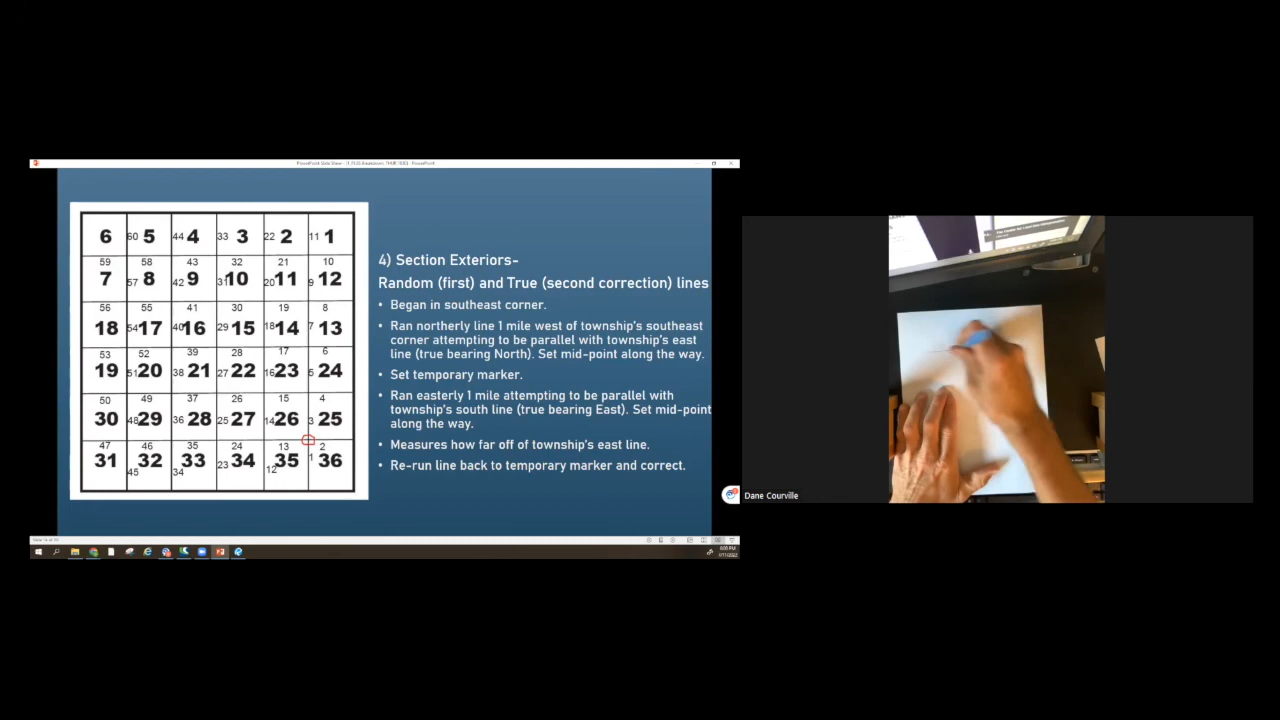 PowerPoint Slide Show - [1 PLSS Breakdown_THUR 1000] - PowerPoint
6 60 5 44 4 33 3 22 2 11 1
59 58 43 32 21 10
7 57 8 42 9 31 10 20 11 9 12
56 55 41 30 19 8
18 54 17 40 16 29 15 18 14 7 13
53 52 39 28 17 6
19 51 20 38 21 27 22 16 23 5 24
50 49 37 26 15 4
30 48 29 36 28 25 27 14 26 3 25
47 46 35 24 13 2
31 45 32 34 33 23 34 12 35 1 36
4) Section Exteriors-
Random (first) and True (second correction) lines
• Began in southeast corner.
• Ran northerly line 1 mile west of township's southeast
corner attempting to be parallel with township's east
line (true bearing North). Set mid-point along the way.
• Set temporary marker.
• Ran easterly 1 mile attempting to be parallel with
township's south line (true bearing East). Set mid-point
along the way.
• Measures how far off of township's east line.
• Re-run line back to temporary marker and correct.
Dane Courville